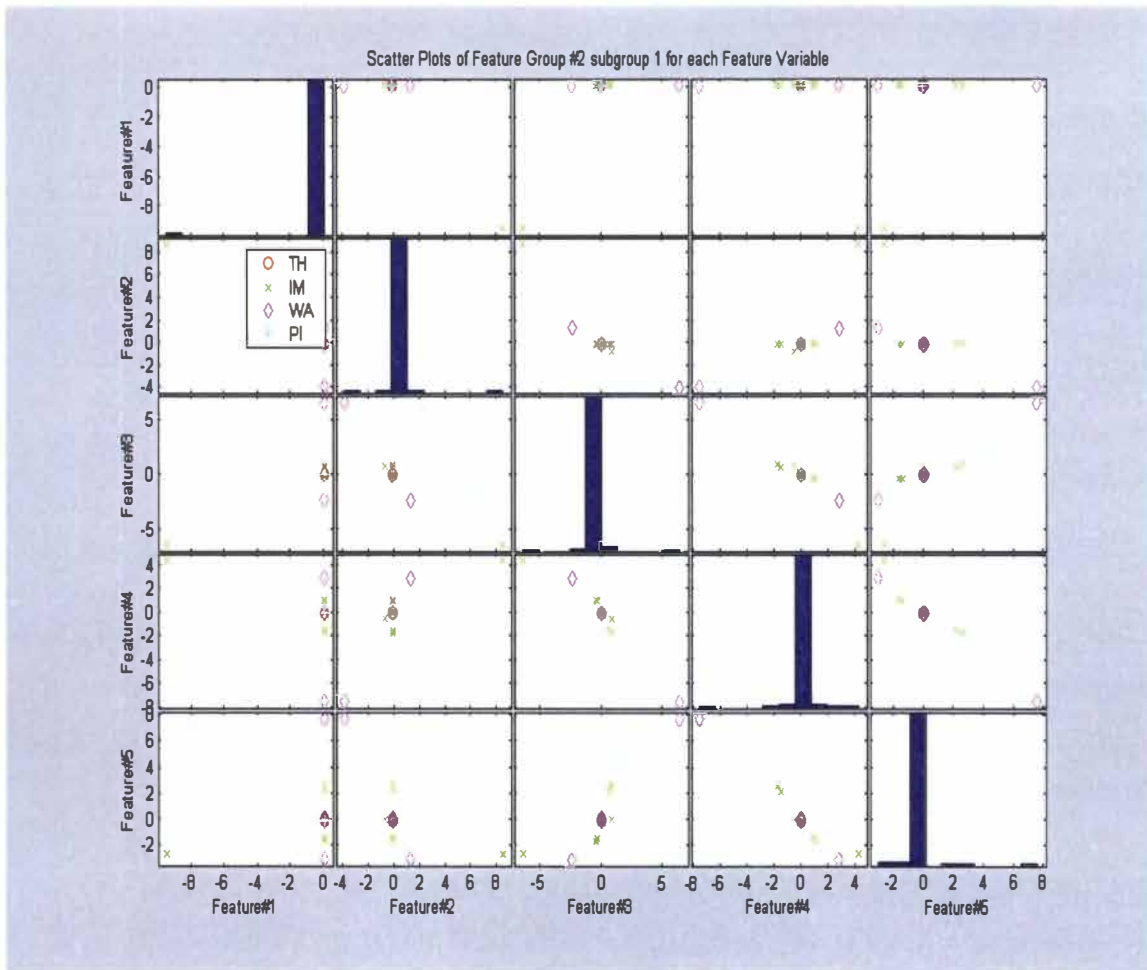 Scatter Plots of Feature Group #2 subgroup 1 for each Feature Variable
Feature#1
0
-2
-4
-6
-8
Feature#2
8
6
4
2
0
-2
-4
TH
IM
WA
PI
Feature#3
5
0
-5
Feature#4
4
2
0
-2
-4
-6
-8
Feature#5
8
6
4
2
0
-2
-8 -6 -4 -2 0 -4 -2 0 2 4 6 8 -5 0 5 -8 -6 -4 -2 0 2 4 -2 0 2 4 6 8
Feature#1 Feature#2 Feature#3 Feature#4 Feature#5